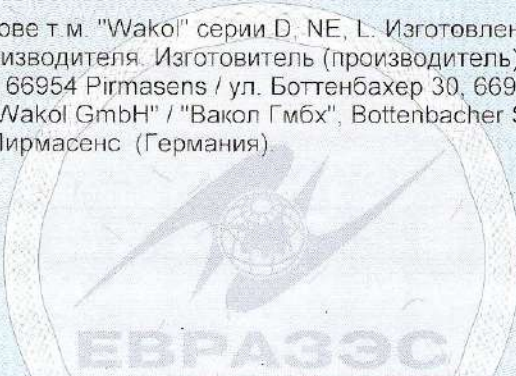 ове т.м. "Wakol" серии D, NE, L. Изготовлен
изводителя. Изготовитель (производитель)
66954 Pirmasens / ул. Боттенбахер 30, 669
Wakol GmbH" / "Вакол Гмбх", Bottenbacher S
Пирмасенс (Германия).
ЕВРАЗЭС